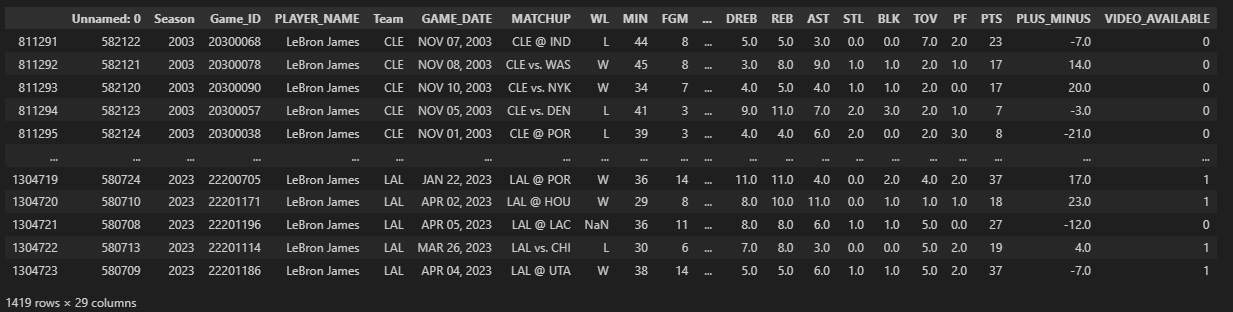 Unnamed: 0 Season Game_ID PLAYER_NAME Team GAME_DATE MATCHUP WL MIN FGM ... DREB REB AST STL BLK TOV PF PTS PLUS_MINUS VIDEO_AVAILABLE
811291 582122 2003 20300068 LeBron James CLE NOV 07, 2003 CLE @ IND L 44 8 ... 5.0 5.0 3.0 0.0 0.0 7.0 2.0 23 -7.0 0
811292 582121 2003 20300078 LeBron James CLE NOV 08, 2003 CLE vs. WAS W 45 8 ... 3.0 8.0 9.0 1.0 1.0 2.0 1.0 17 14.0 0
811293 582120 2003 20300090 LeBron James CLE NOV 10, 2003 CLE vs. NYK W 34 7 ... 4.0 5.0 4.0 1.0 1.0 2.0 0.0 17 20.0 0
811294 582123 2003 20300057 LeBron James CLE NOV 05, 2003 CLE vs. DEN L 41 3 ... 9.0 11.0 7.0 2.0 3.0 2.0 1.0 7 -3.0 0
811295 582124 2003 20300038 LeBron James CLE NOV 01, 2003 CLE @ POR L 39 3 ... 4.0 4.0 6.0 2.0 0.0 2.0 3.0 8 -21.0 0
... ... ... ... ... ... ... ... ... ... ... ... ... ... ... ... ... ... ... ... ... ...
1304719 580724 2023 22200705 LeBron James LAL JAN 22, 2023 LAL @ POR W 36 14 ... 11.0 11.0 4.0 0.0 2.0 4.0 2.0 37 17.0 1
1304720 580710 2023 22201171 LeBron James LAL APR 02, 2023 LAL @ HOU W 29 8 ... 8.0 10.0 11.0 0.0 1.0 1.0 1.0 18 23.0 1
1304721 580708 2023 22201196 LeBron James LAL APR 05, 2023 LAL @ LAC NaN 36 11 ... 8.0 8.0 6.0 1.0 1.0 5.0 0.0 27 -12.0 0
1304722 580713 2023 22201114 LeBron James LAL MAR 26, 2023 LAL vs. CHI L 30 6 ... 7.0 8.0 3.0 0.0 0.0 5.0 2.0 19 4.0 1
1304723 580709 2023 22201186 LeBron James LAL APR 04, 2023 LAL @ UTA W 38 14 ... 5.0 5.0 6.0 1.0 1.0 5.0 2.0 37 -7.0 1
1419 rows × 29 columns